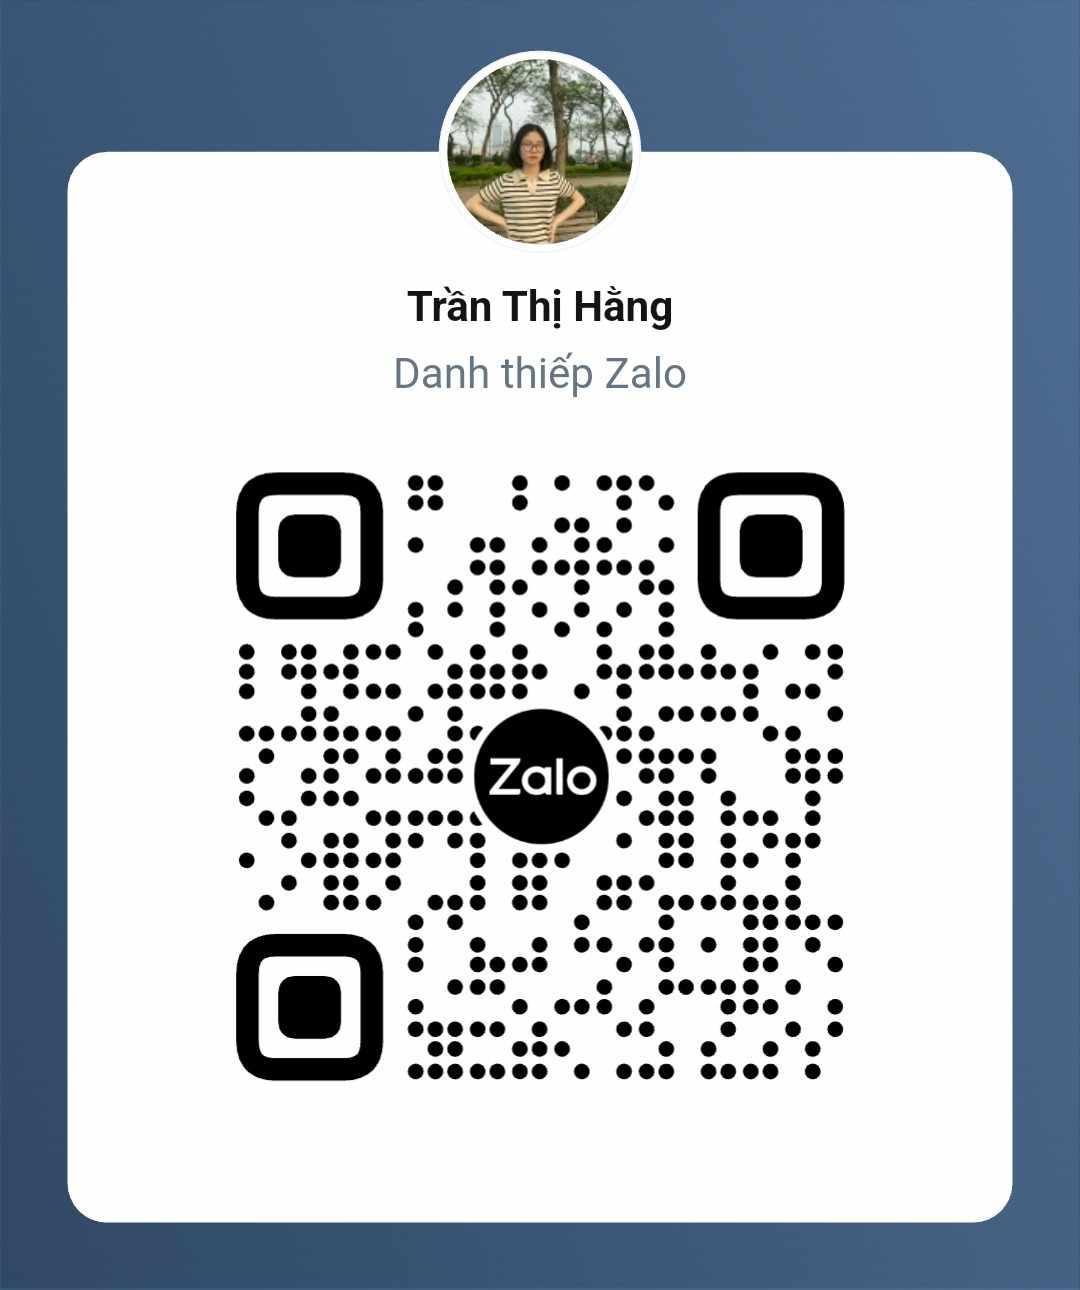 Trần Thị Hằng
Danh thiếp Zalo
Zalo